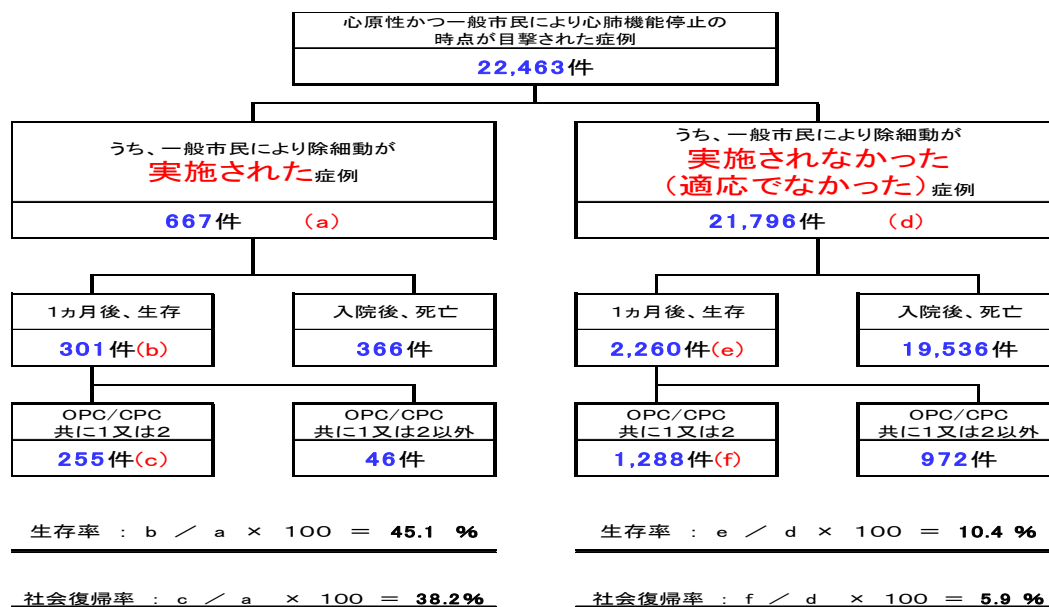 心原性かつ一般市民により心肺機能停止の
時点が目撃された症例
22,463件
うち、一般市民により除細動が
実施された症例
667件 (a)
うち、一般市民により除細動が
実施されなかった
(適応でなかった)症例
21,796件 (d)
1ヵ月後、生存
301件(b)
入院後、死亡
366件
1ヵ月後、生存
2,260件(e)
入院後、死亡
19,536件
OPC/CPC
共に1又は2
255件(c)
OPC/CPC
共に1又は2以外
46件
OPC/CPC
共に1又は2
1,288件(f)
OPC/CPC
共に1又は2以外
972件
生存率 : b / a × 100 = 45.1 %
生存率 : e / d × 100 = 10.4 %
社会復帰率 : c / a × 100 = 38.2%
社会復帰率 : f / d × 100 = 5.9 %